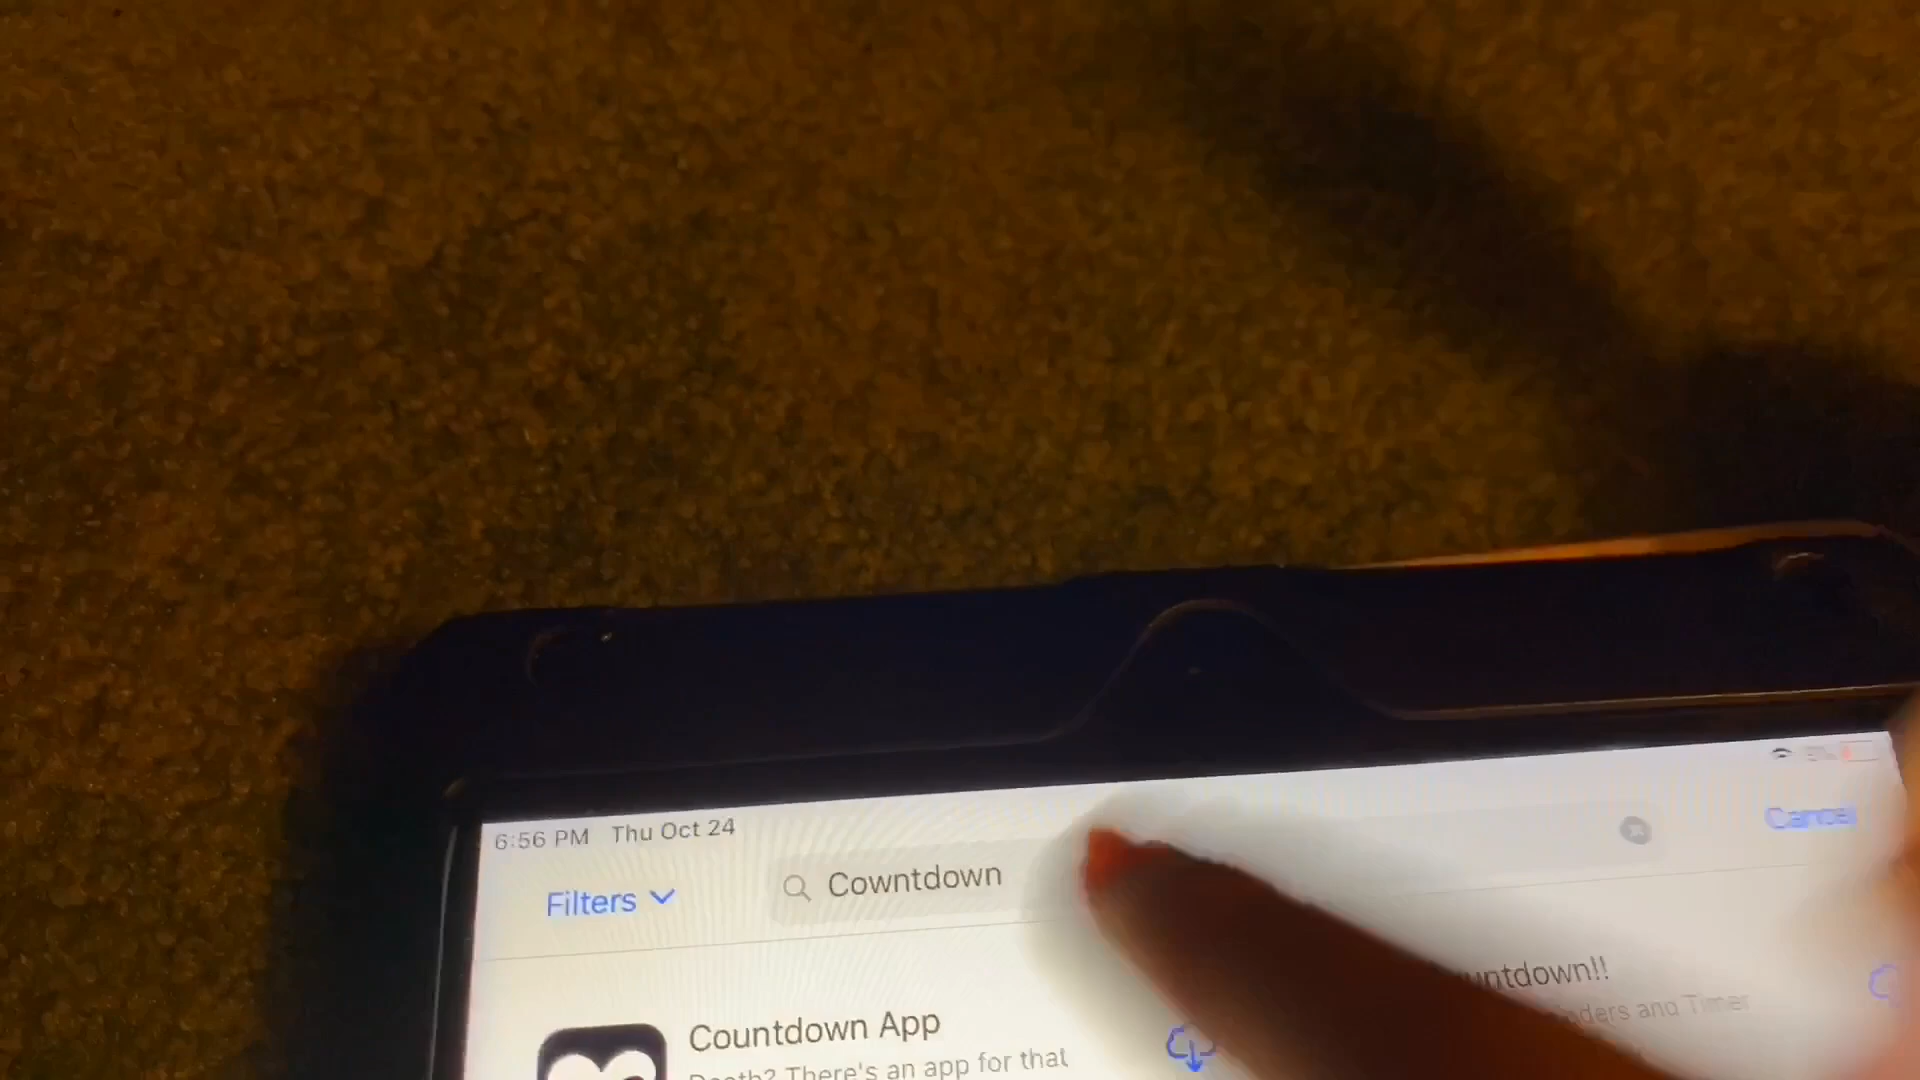 6:56 PM Thu Oct 24
Cancel
Filters
Cowntdown
untdown!!
ders and Timer
Countdown App
Death? There's an app for that